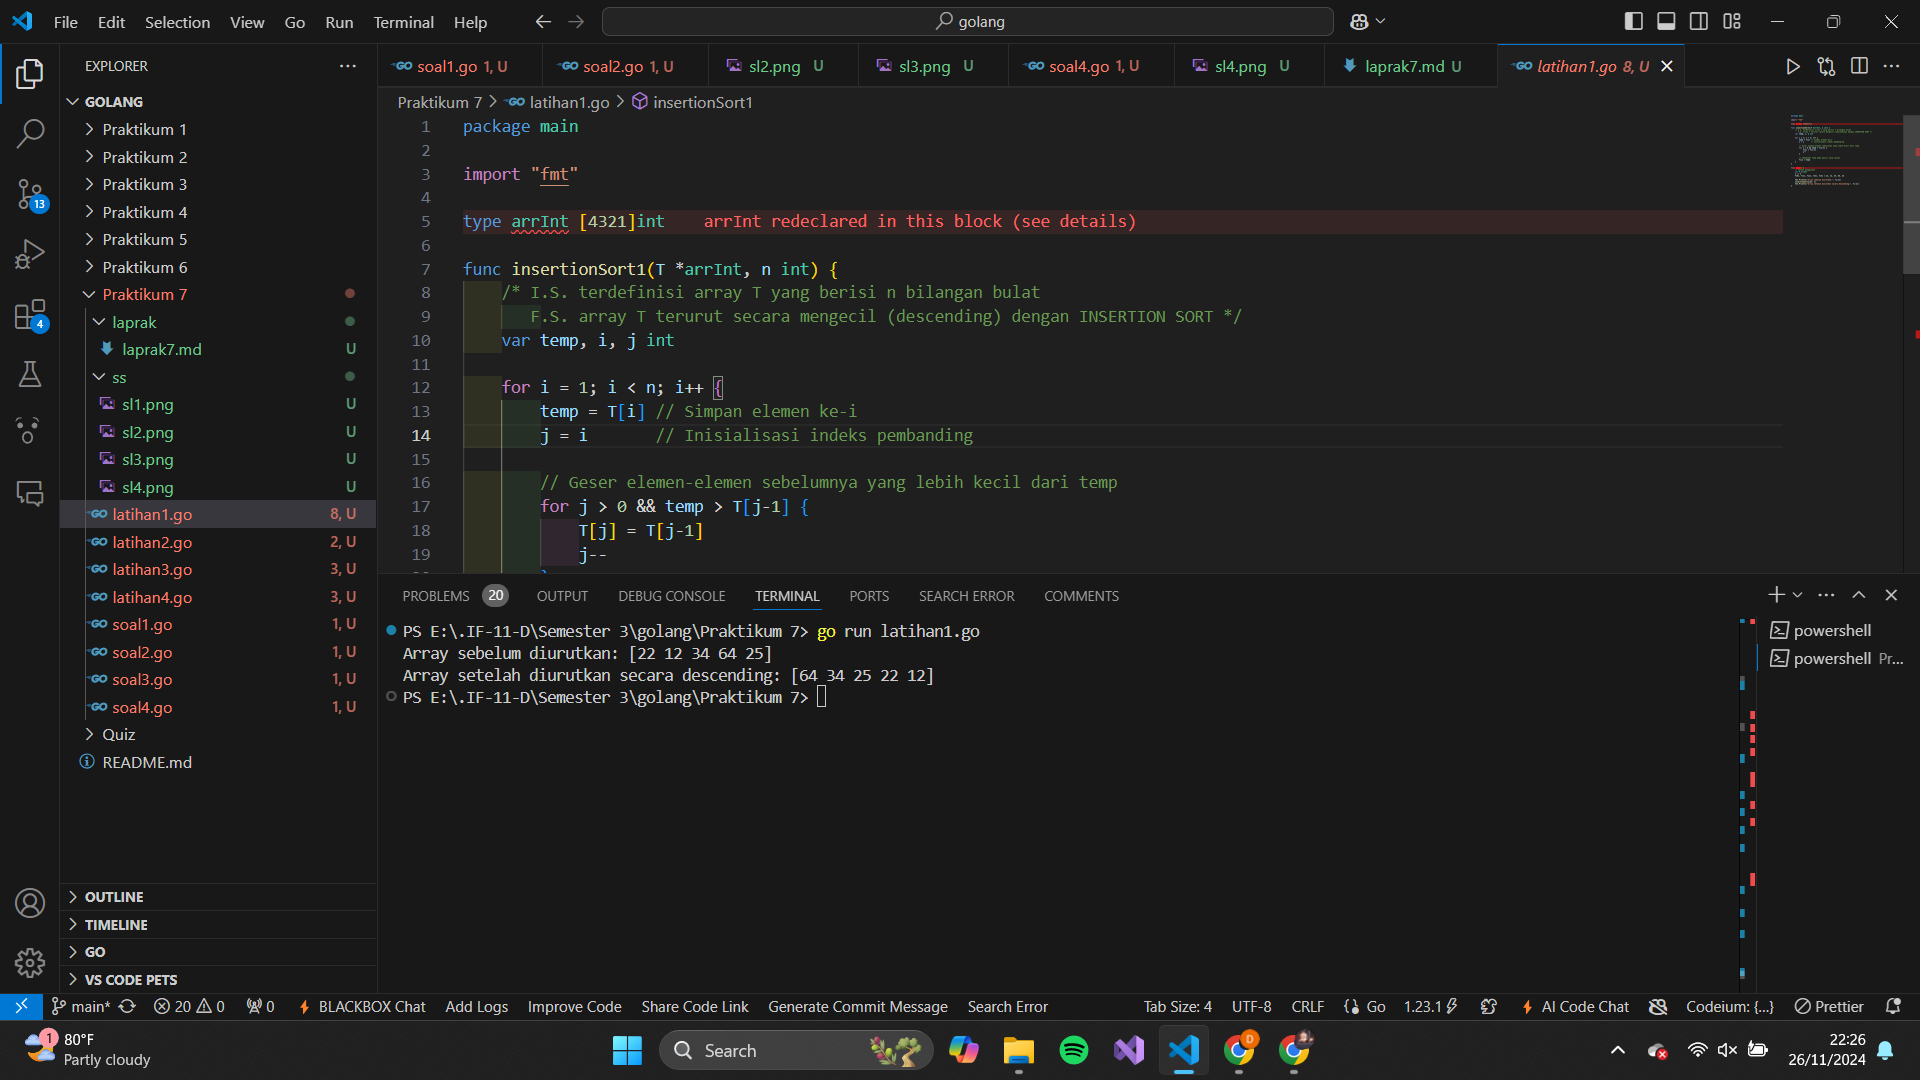 File Edit Selection View Go Run Terminal Help
golang
EXPLORER
GOLANG
Praktikum 1
Praktikum 2
Praktikum 3
Praktikum 4
Praktikum 5
Praktikum 6
Praktikum 7
laprak
laprak7.md U
ss
sl1.png U
sl2.png U
sl3.png U
sl4.png U
latihan1.go 8, U
latihan2.go 2, U
latihan3.go 3, U
latihan4.go 3, U
soal1.go 1, U
soal2.go 1, U
soal3.go 1, U
soal4.go 1, U
Quiz
README.md
OUTLINE
TIMELINE
GO
VS CODE PETS
13
4
soal1.go 1, U soal2.go 1, U sl2.png U sl3.png U soal4.go 1, U sl4.png U laprak7.md U latihan1.go 8, U
Praktikum 7 > latihan1.go > insertionSort1
1 package main
2
3 import "fmt"
4
5 type arrInt [4321]int arrInt redeclared in this block (see details)
6
7 func insertionSort1(T *arrInt, n int) {
8 /* I.S. terdefinisi array T yang berisi n bilangan bulat
9 F.S. array T terurut secara mengecil (descending) dengan INSERTION SORT */
10 var temp, i, j int
11
12 for i = 1; i < n; i++ {
13 temp = T[i] // Simpan elemen ke-i
14 j = i // Inisialisasi indeks pembanding
15
16 // Geser elemen-elemen sebelumnya yang lebih kecil dari temp
17 for j > 0 && temp > T[j-1] {
18 T[j] = T[j-1]
19 j--
PROBLEMS 20 OUTPUT DEBUG CONSOLE TERMINAL PORTS SEARCH ERROR COMMENTS
PS E:\.IF-11-D\Semester 3\golang\Praktikum 7> go run latihan1.go
Array sebelum diurutkan: [22 12 34 64 25]
Array setelah diurutkan secara descending: [64 34 25 22 12]
PS E:\.IF-11-D\Semester 3\golang\Praktikum 7>
powershell
powershell Pr...
main* 20 0 0 BLACKBOX Chat Add Logs Improve Code Share Code Link Generate Commit Message Search Error Tab Size: 4 UTF-8 CRLF Go 1.23.1 AI Code Chat Codeium: {...} Prettier
1
80°F
Partly cloudy
Search
D
22:26
26/11/2024